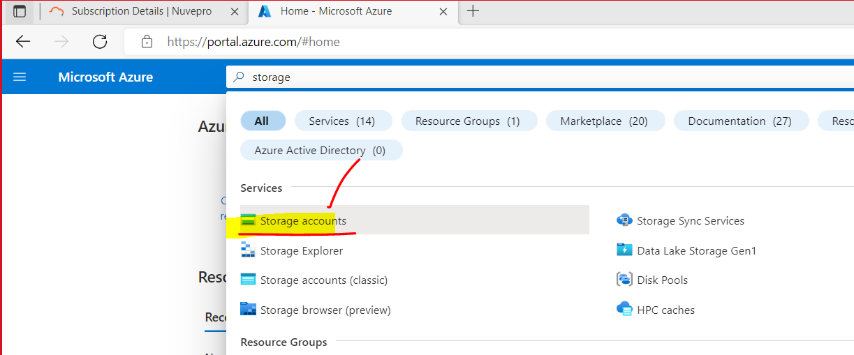 Subscription Details | Nuvepro
Home - Microsoft Azure
https://portal.azure.com/#home
Microsoft Azure
storage
Azu
All
Services (14)
Resource Groups (1)
Marketplace (20)
Documentation (27)
Reso
Azure Active Directory (0)
Services
Storage accounts
Storage Sync Services
Storage Explorer
Data Lake Storage Gen1
Reso
Storage accounts (classic)
Disk Pools
Rece
Storage browser (preview)
HPC caches
Resource Groups